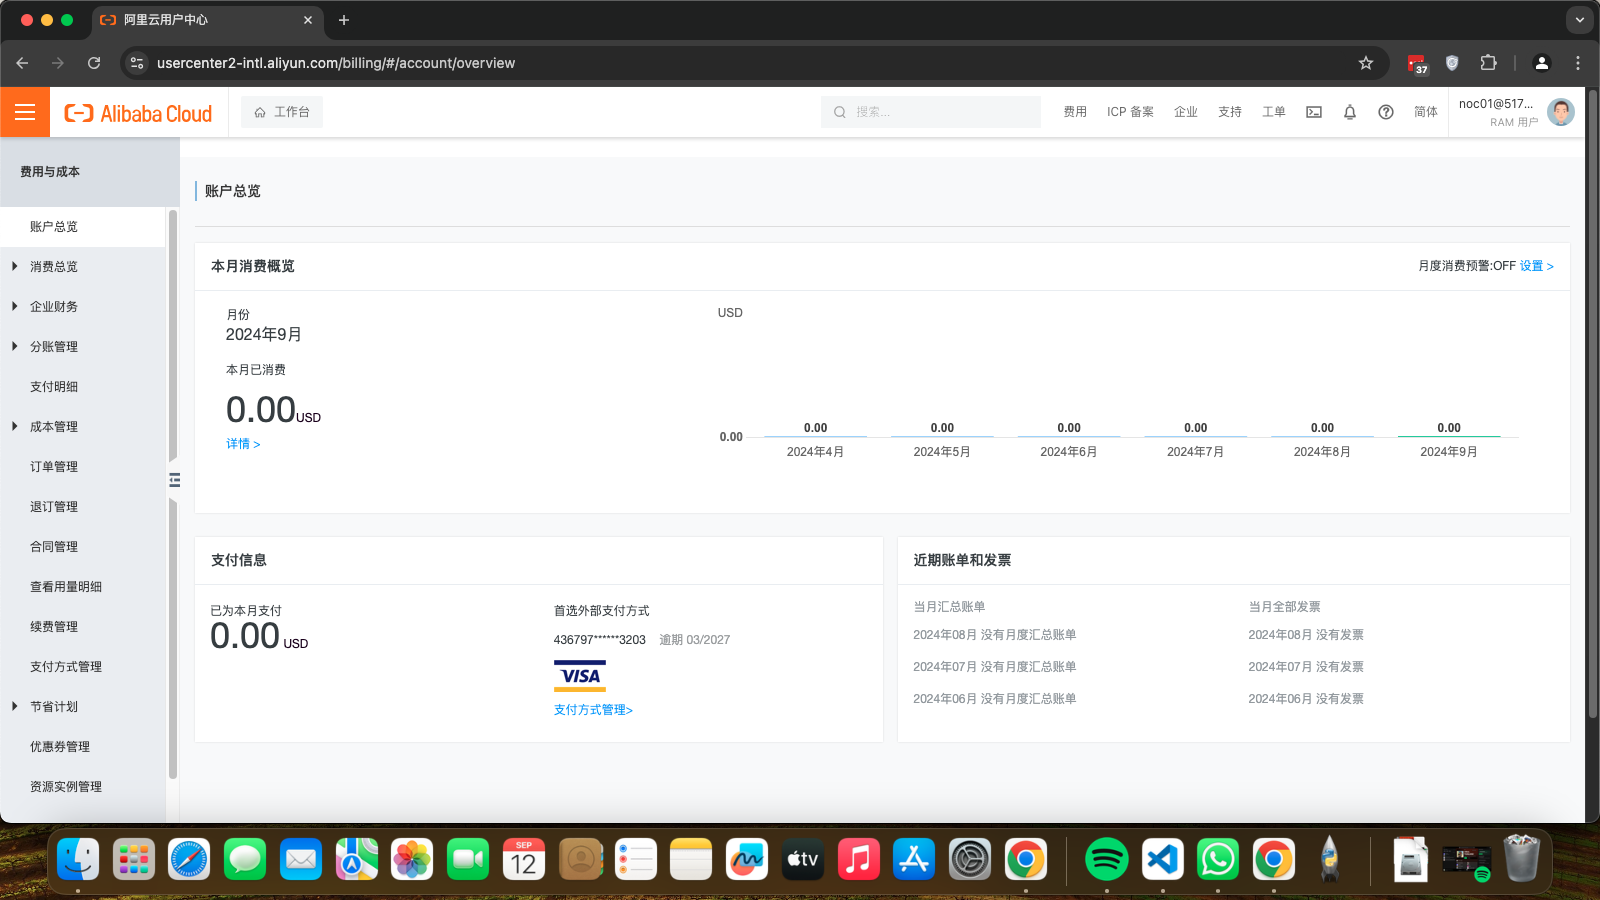 阿里云用户中心
usercenter2-intl.aliyun.com/billing/#/account/overview
37
Alibaba Cloud
工作台
搜索...
费用
ICP 备案
企业
支持
工单
简体
noc01@517...
RAM 用户
费用与成本
账户总览
消费总览
企业财务
分账管理
支付明细
成本管理
订单管理
退订管理
合同管理
查看用量明细
续费管理
支付方式管理
节省计划
优惠券管理
资源实例管理
账户总览
本月消费概览
月度消费预警:OFF 设置 >
月份
2024年9月
本月已消费
0.00USD
详情 >
USD
0.00
0.00 0.00 0.00 0.00 0.00 0.00
2024年4月 2024年5月 2024年6月 2024年7月 2024年8月 2024年9月
支付信息
已为本月支付
0.00 USD
首选外部支付方式
436797******3203 逾期 03/2027
VISA
支付方式管理>
近期账单和发票
当月汇总账单 当月全部发票
2024年08月 没有月度汇总账单 2024年08月 没有发票
2024年07月 没有月度汇总账单 2024年07月 没有发票
2024年06月 没有月度汇总账单 2024年06月 没有发票
SEP
12
tv